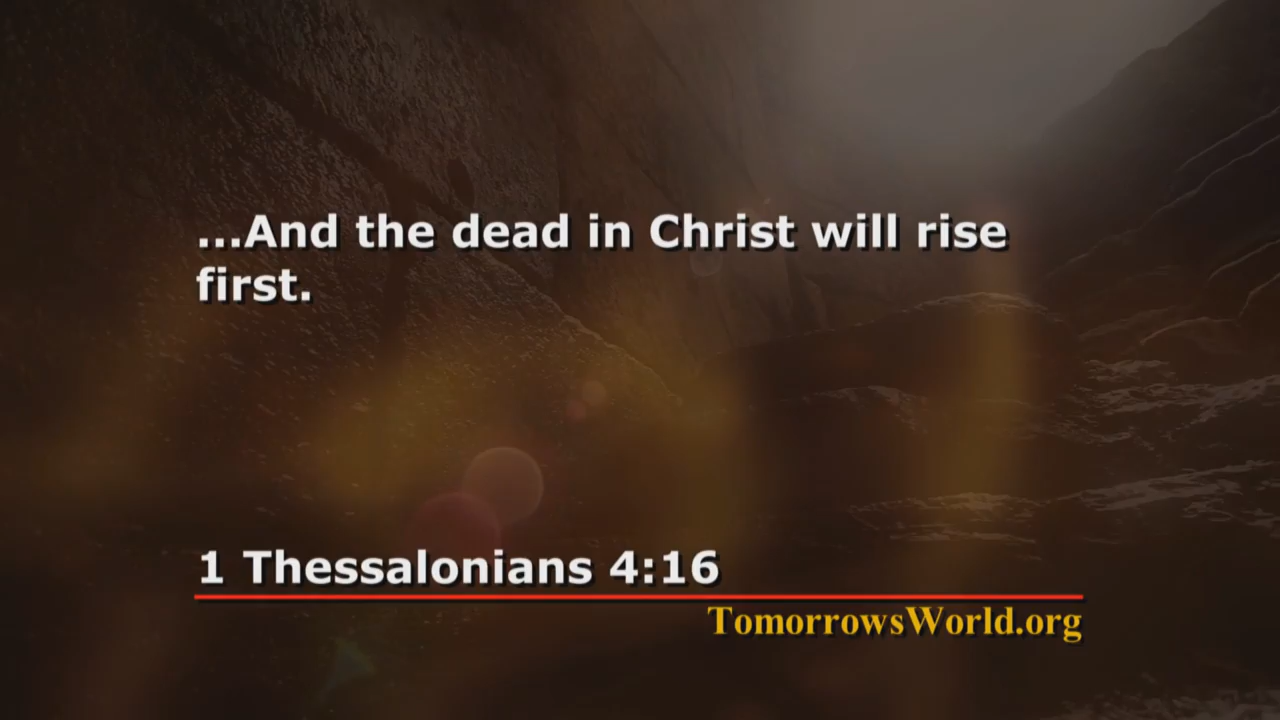 ...And the dead in Christ will rise
first.
1 Thessalonians 4:16
TomorrowsWorld.org